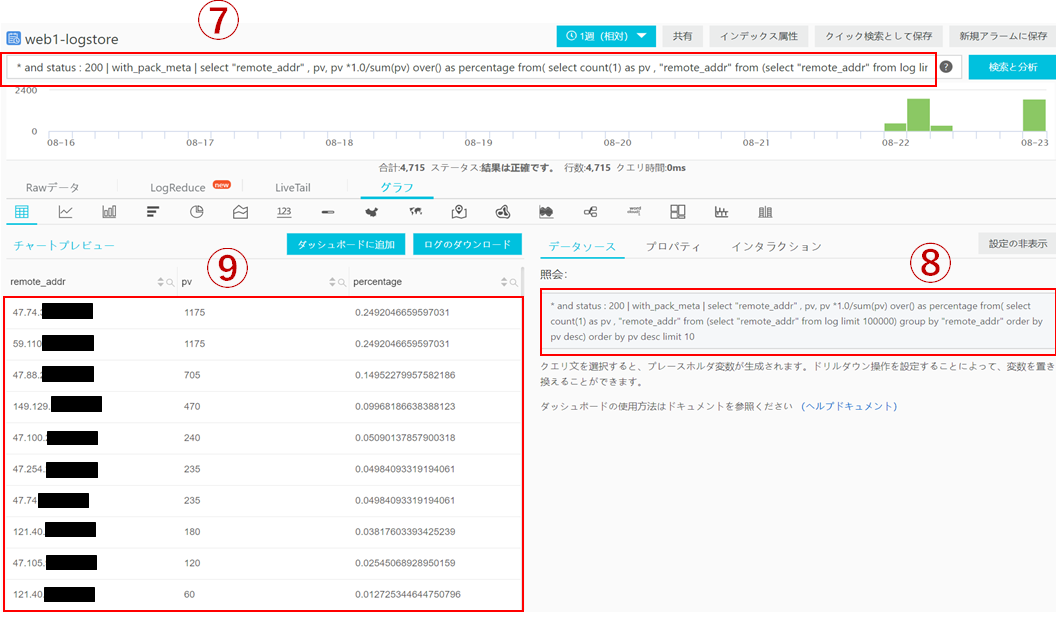 ⑦
web1-logstore
1週（相対） 共有 インデックス属性 クイック検索として保存 新規アラームに保存
* and status : 200 | with_pack_meta | select "remote_addr" , pv, pv *1.0/sum(pv) over() as percentage from( select count(1) as pv , "remote_addr" from (select "remote_addr" from log lir ? 検索と分析
2400
0
08-16 08-17 08-18 08-19 08-20 08-21 08-22 08-23
合計:4,715 ステータス:結果は正確です。 行数:4,715 クエリ時間:0ms
Rawデータ LogReduce new LiveTail グラフ
123
チャートプレビュー ダッシュボードに追加 ログのダウンロード
⑨
remote_addr pv percentage
47.74. 1175 0.2492046659597031
59.110 1175 0.2492046659597031
47.88. 705 0.14952279957582186
149.129. 470 0.09968186638388123
47.100. 240 0.05090137857900318
47.254. 235 0.04984093319194061
47.74 235 0.04984093319194061
121.40. 180 0.03817603393425239
47.105. 120 0.02545068928950159
121.40. 60 0.012725344644750796
データソース プロパティ インタラクション 設定の非表示
⑧
照会:
* and status : 200 | with_pack_meta | select "remote_addr" , pv, pv *1.0/sum(pv) over() as percentage from( select
count(1) as pv , "remote_addr" from (select "remote_addr" from log limit 100000) group by "remote_addr" order by
pv desc) order by pv desc limit 10
クエリ文を選択すると、プレースホルダ変数が生成されます。ドリルダウン操作を設定することによって、変数を置き
換えることができます。
ダッシュボードの使用方法はドキュメントを参照ください （ヘルプドキュメント）